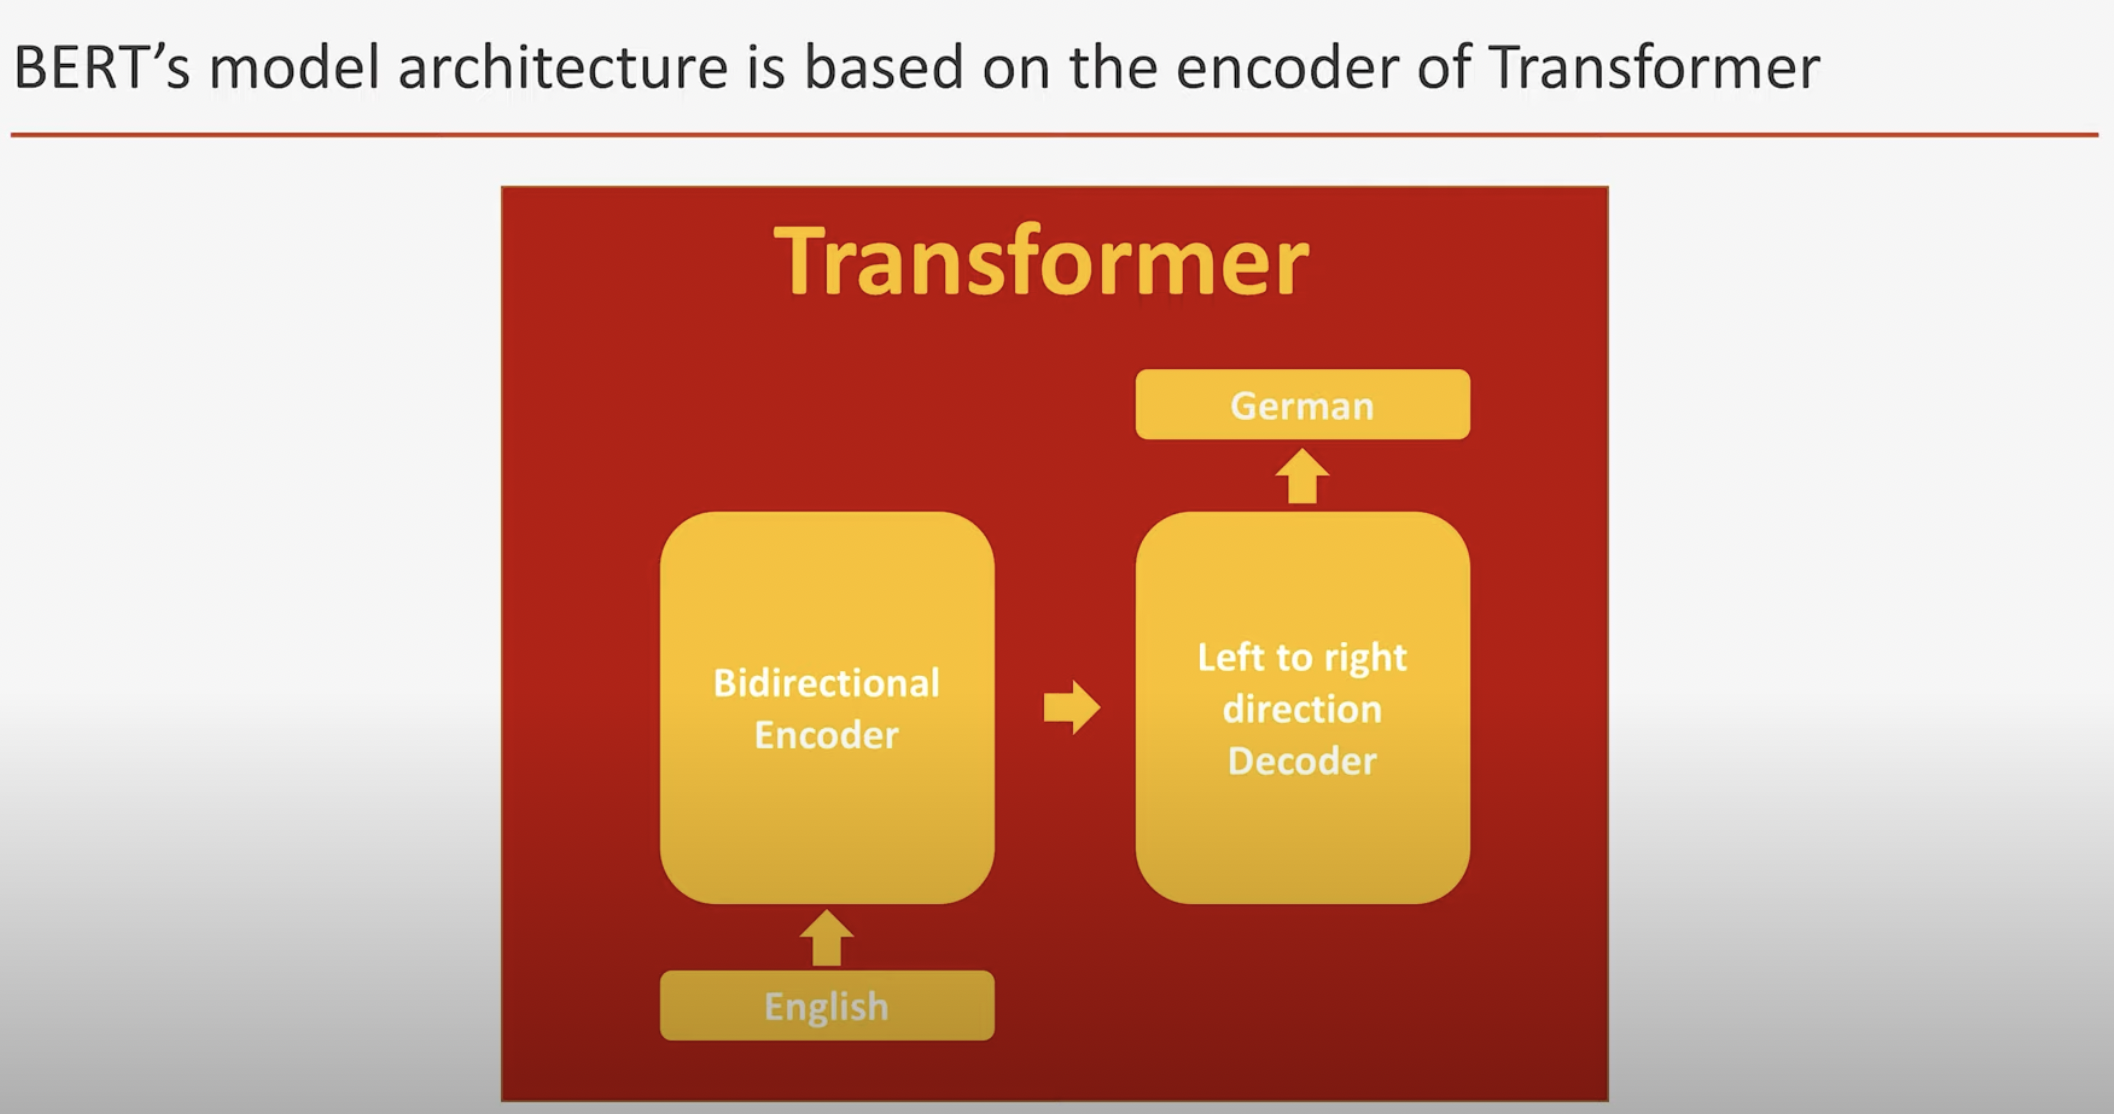 BERT’s model architecture is based on the encoder of Transformer
Transformer
German
Bidirectional
Encoder
Left to right
direction
Decoder
English